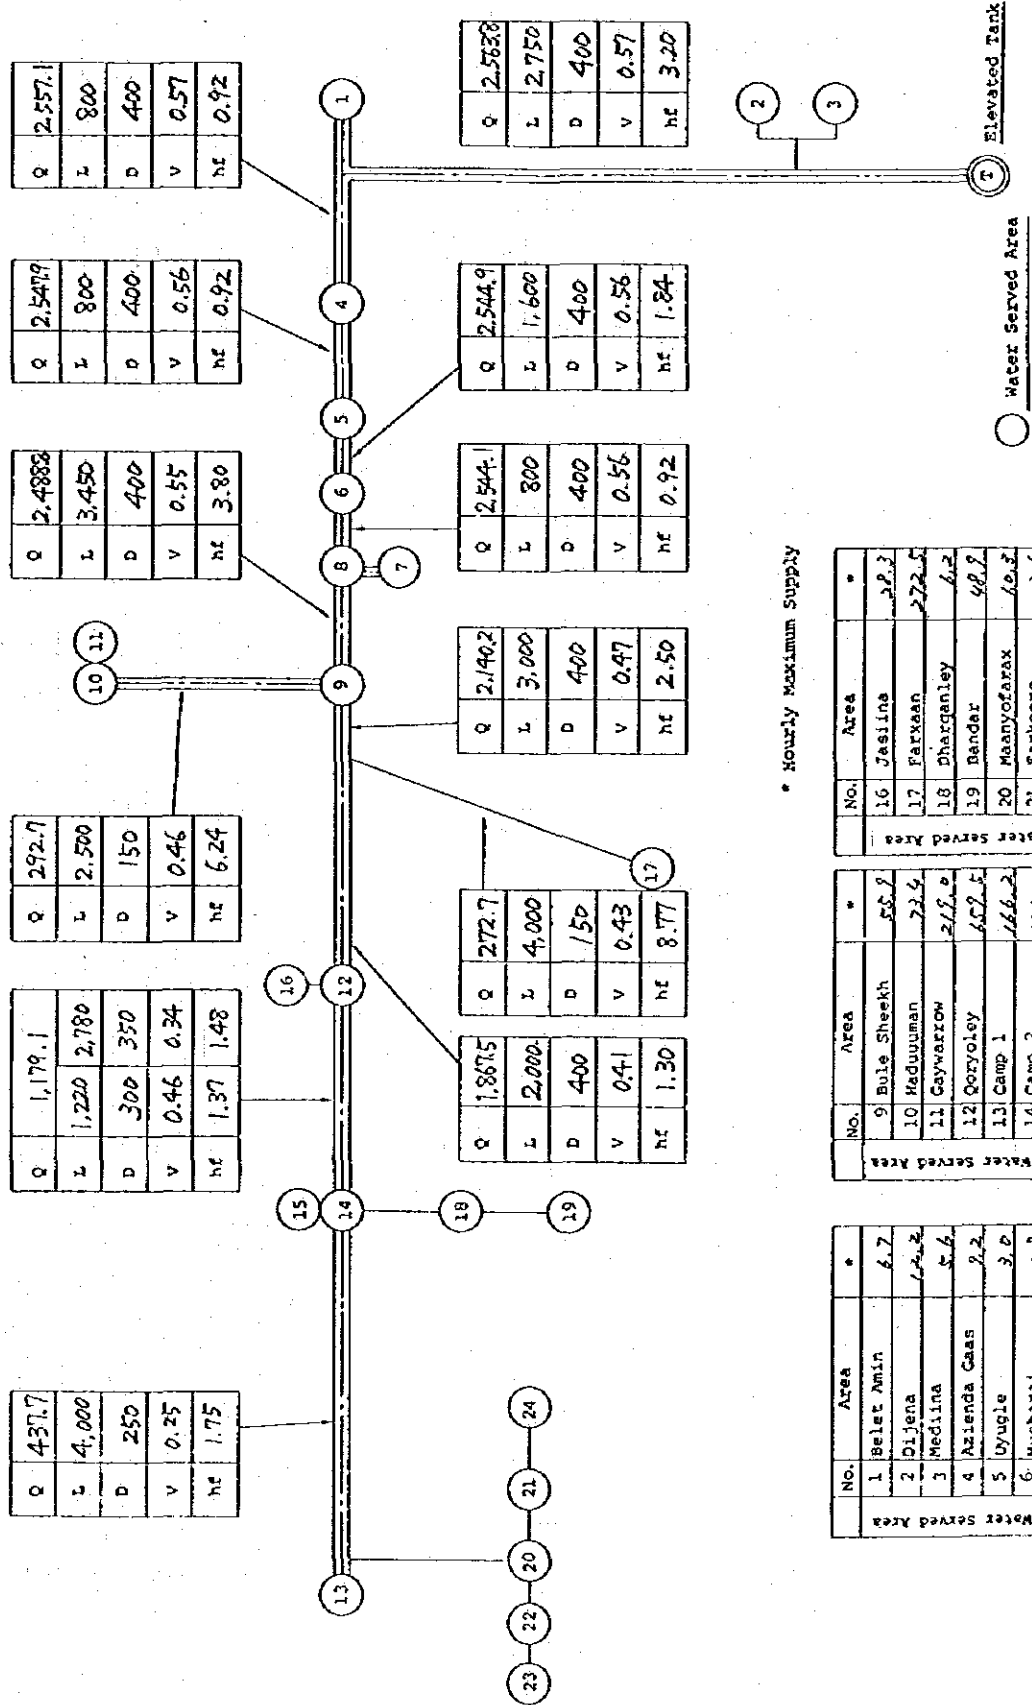 Q 437.7
L 4,000
D 250
V 0.25
hf 1.75
Q 1,179.1
L 1,220 2,780
D 300 350
V 0.46 0.34
hf 1.37 1.48
Q 292.7
L 2.500
D 150
V 0.46
hf 6.24
Q 2.4888
L 3,450
D 400
V 0.55
hf 3.80
Q 2.547.9
L 800
D 400
V 0.56
hf 0.92
Q 2.557.1
L 800
D 400
V 0.57
hf 0.92
10 11
16
15
13 14 12 9 8 6 5 4 1
7
17
18
19
23 22 20 21 24
Q 1,867.5
L 2,000
D 400
V 0.41
hf 1.30
Q 272.7
L 4,000
D 150
V 0.43
hf 8.77
Q 2.140.2
L 3,000
D 400
V 0.47
hf 2.50
Q 2,544.1
L 800
D 400
V 0.56
hf 0.92
Q 2.544.9
L 1,600
D 400
V 0.56
hf 1.84
Q 2.563.8
L 2,750
D 400
V 0.57
hf 3.20
2
3
T Elevated Tank
Water Served Area
* Hourly Maximum Supply
No. Area *
Water Served Area
1 Belet Amin 6.7
2 Dijena
3 Mediina 5.6
4 Azienda Gaas 9.2
5 Uyugle 3.0
6
No. Area *
Water Served Area
9 Bule Sheekh 55.9
10 Maduuuman 73.4
11 Gaywarrow 219.0
12 Qoryoley 659.5
13 Camp 1 166.2
14 Camp 2
No. Area *
Water Served Area
16 Jasiina 28.3
17 Farxaan 272.5
18 Dharganley 6.2
19 Bandar 48.9
20 Maanyofarax 60.3
21